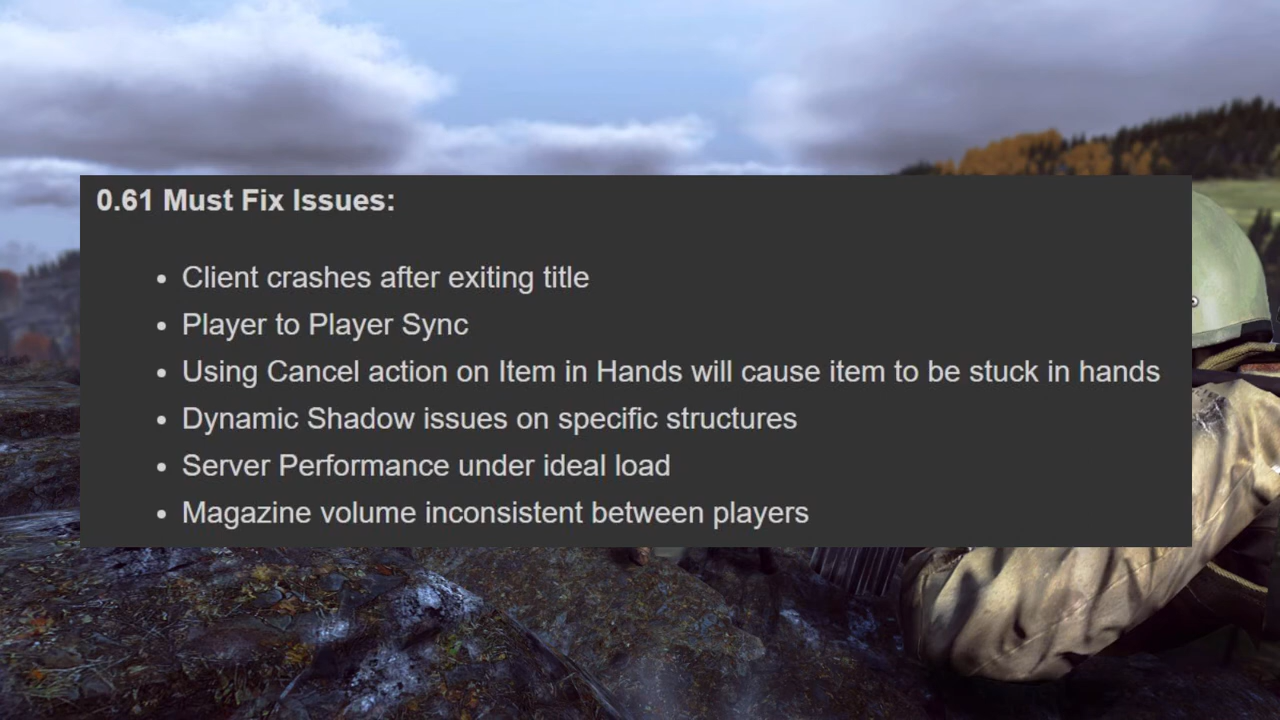 0.61 Must Fix Issues:
• Client crashes after exiting title
• Player to Player Sync
• Using Cancel action on Item in Hands will cause item to be stuck in hands
• Dynamic Shadow issues on specific structures
• Server Performance under ideal load
• Magazine volume inconsistent between players